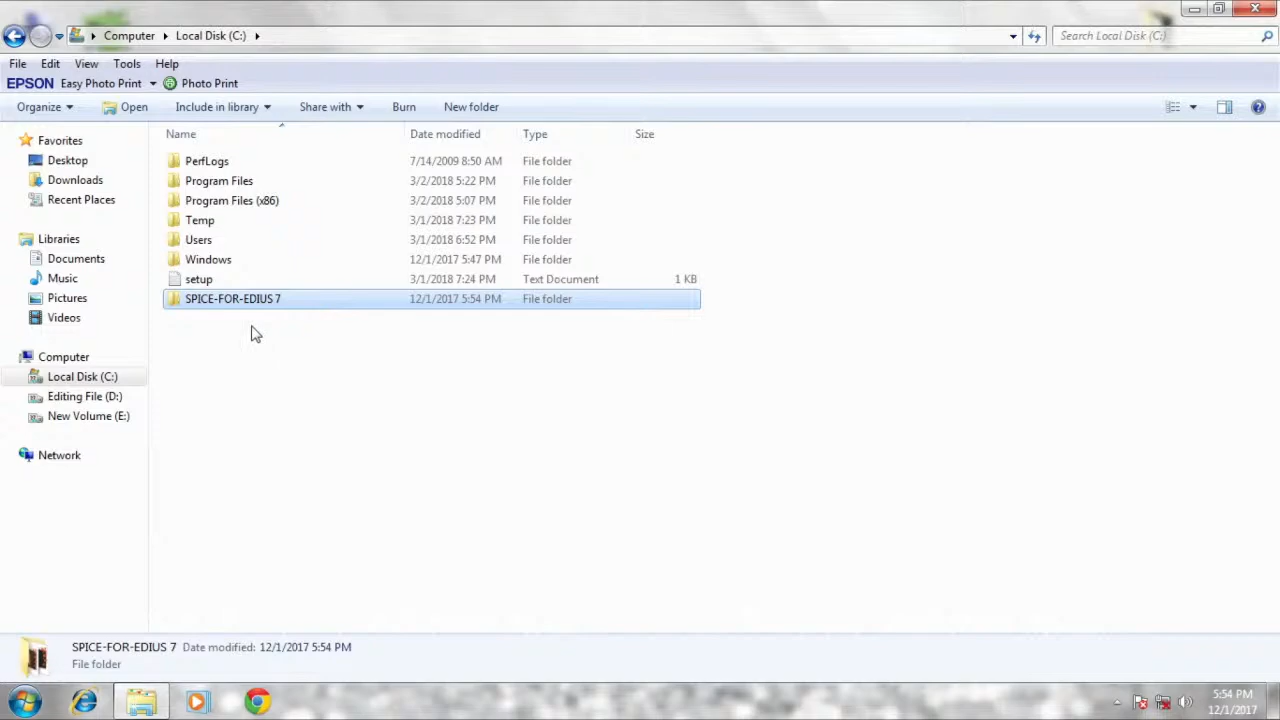 Computer Local Disk (C:) Search Local Disk (C:)
File Edit View Tools Help
EPSON Easy Photo Print Photo Print
Organize Open Include in library Share with Burn New folder
Name Date modified Type Size
Favorites
Desktop
Downloads
Recent Places
Libraries
Documents
Music
Pictures
Videos
Computer
Local Disk (C:)
Editing File (D:)
New Volume (E:)
Network
PerfLogs 7/14/2009 8:50 AM File folder
Program Files 3/2/2018 5:22 PM File folder
Program Files (x86) 3/2/2018 5:07 PM File folder
Temp 3/1/2018 7:23 PM File folder
Users 3/1/2018 6:52 PM File folder
Windows 12/1/2017 5:47 PM File folder
setup 3/1/2018 7:24 PM Text Document 1 KB
SPICE-FOR-EDIUS 7 12/1/2017 5:54 PM File folder
SPICE-FOR-EDIUS 7 Date modified: 12/1/2017 5:54 PM
File folder
5:54 PM
12/1/2017